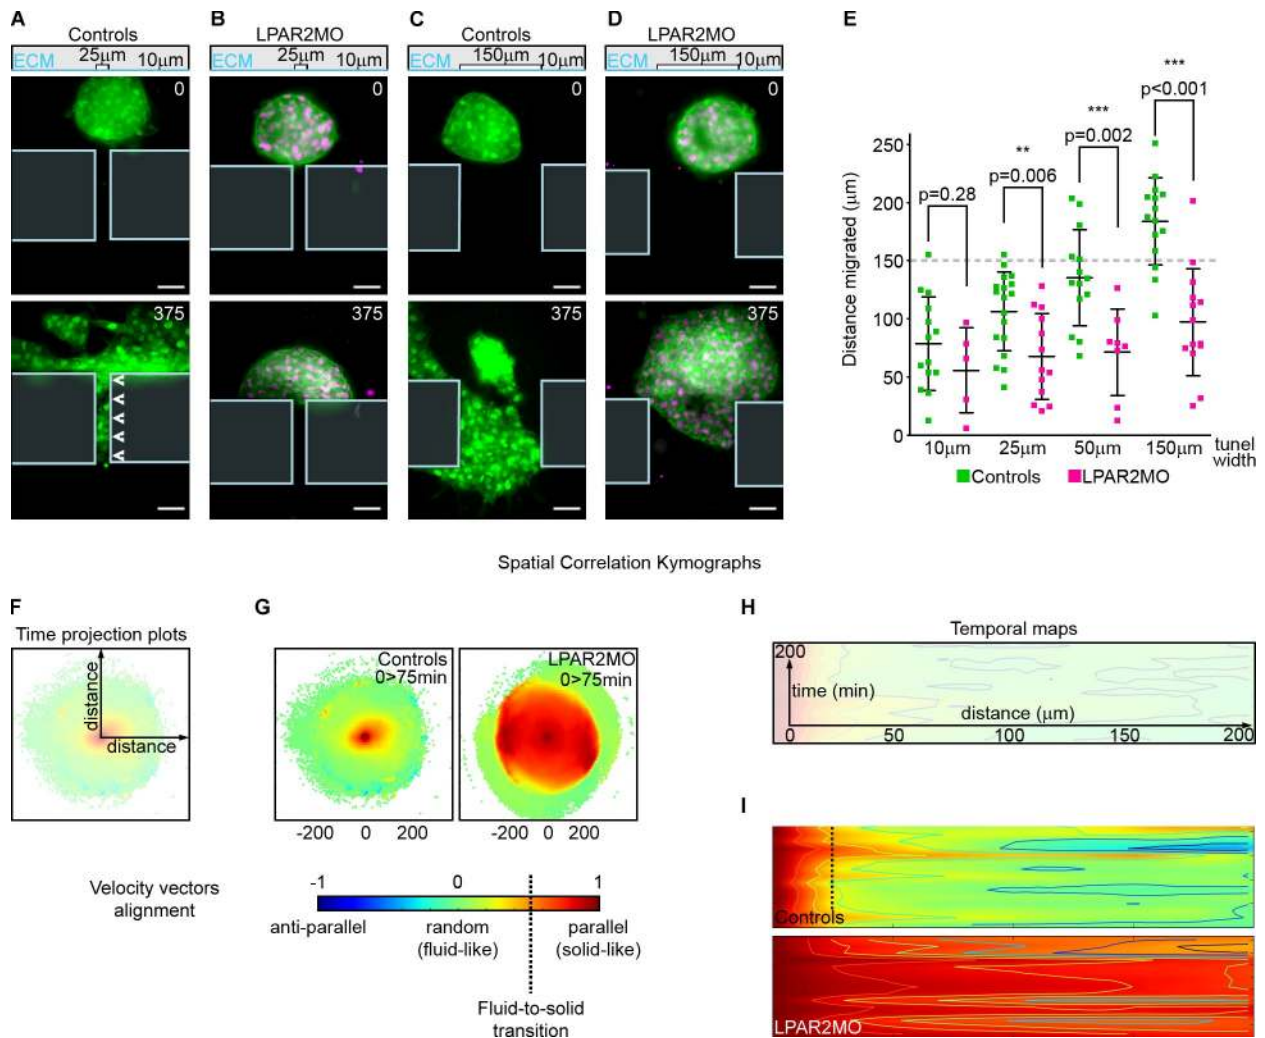 A
Controls
25μm
ECM
10μm
0
375
B
LPAR2MO
25μm
ECM
10μm
0
375
C
Controls
150μm
ECM
10μm
0
375
D
LPAR2MO
150μm
ECM
10μm
0
375
E
***
p<0.001
***
p=0.002
**
p=0.006
p=0.28
Distance migrated (μm)
250
200
150
100
50
0
10μm 25μm 50μm 150μm
tunel
width
Controls LPAR2MO
Spatial Correlation Kymographs
F
Time projection plots
distance
distance
G
Controls
0>75min
LPAR2MO
0>75min
-200 0 200
-200 0 200
Velocity vectors
alignment
-1 0 1
anti-parallel
random
(fluid-like)
parallel
(solid-like)
Fluid-to-solid
transition
H
Temporal maps
200
time (min)
distance (μm)
0 50 100 150 200
I
Controls
LPAR2MO